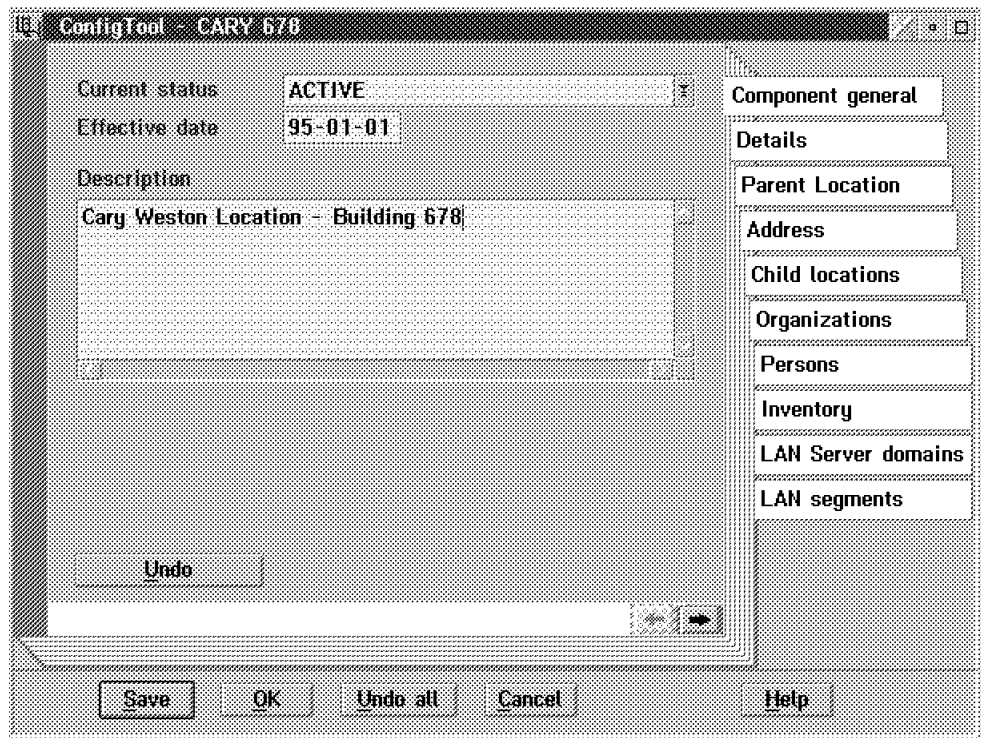 ConfigTool - CARY 678
Current status ACTIVE
Effective date 95-01-01
Description
Cary Weston Location - Building 678
Undo
Component general
Details
Parent Location
Address
Child locations
Organizations
Persons
Inventory
LAN Server domains
LAN segments
Save OK Undo all Cancel Help